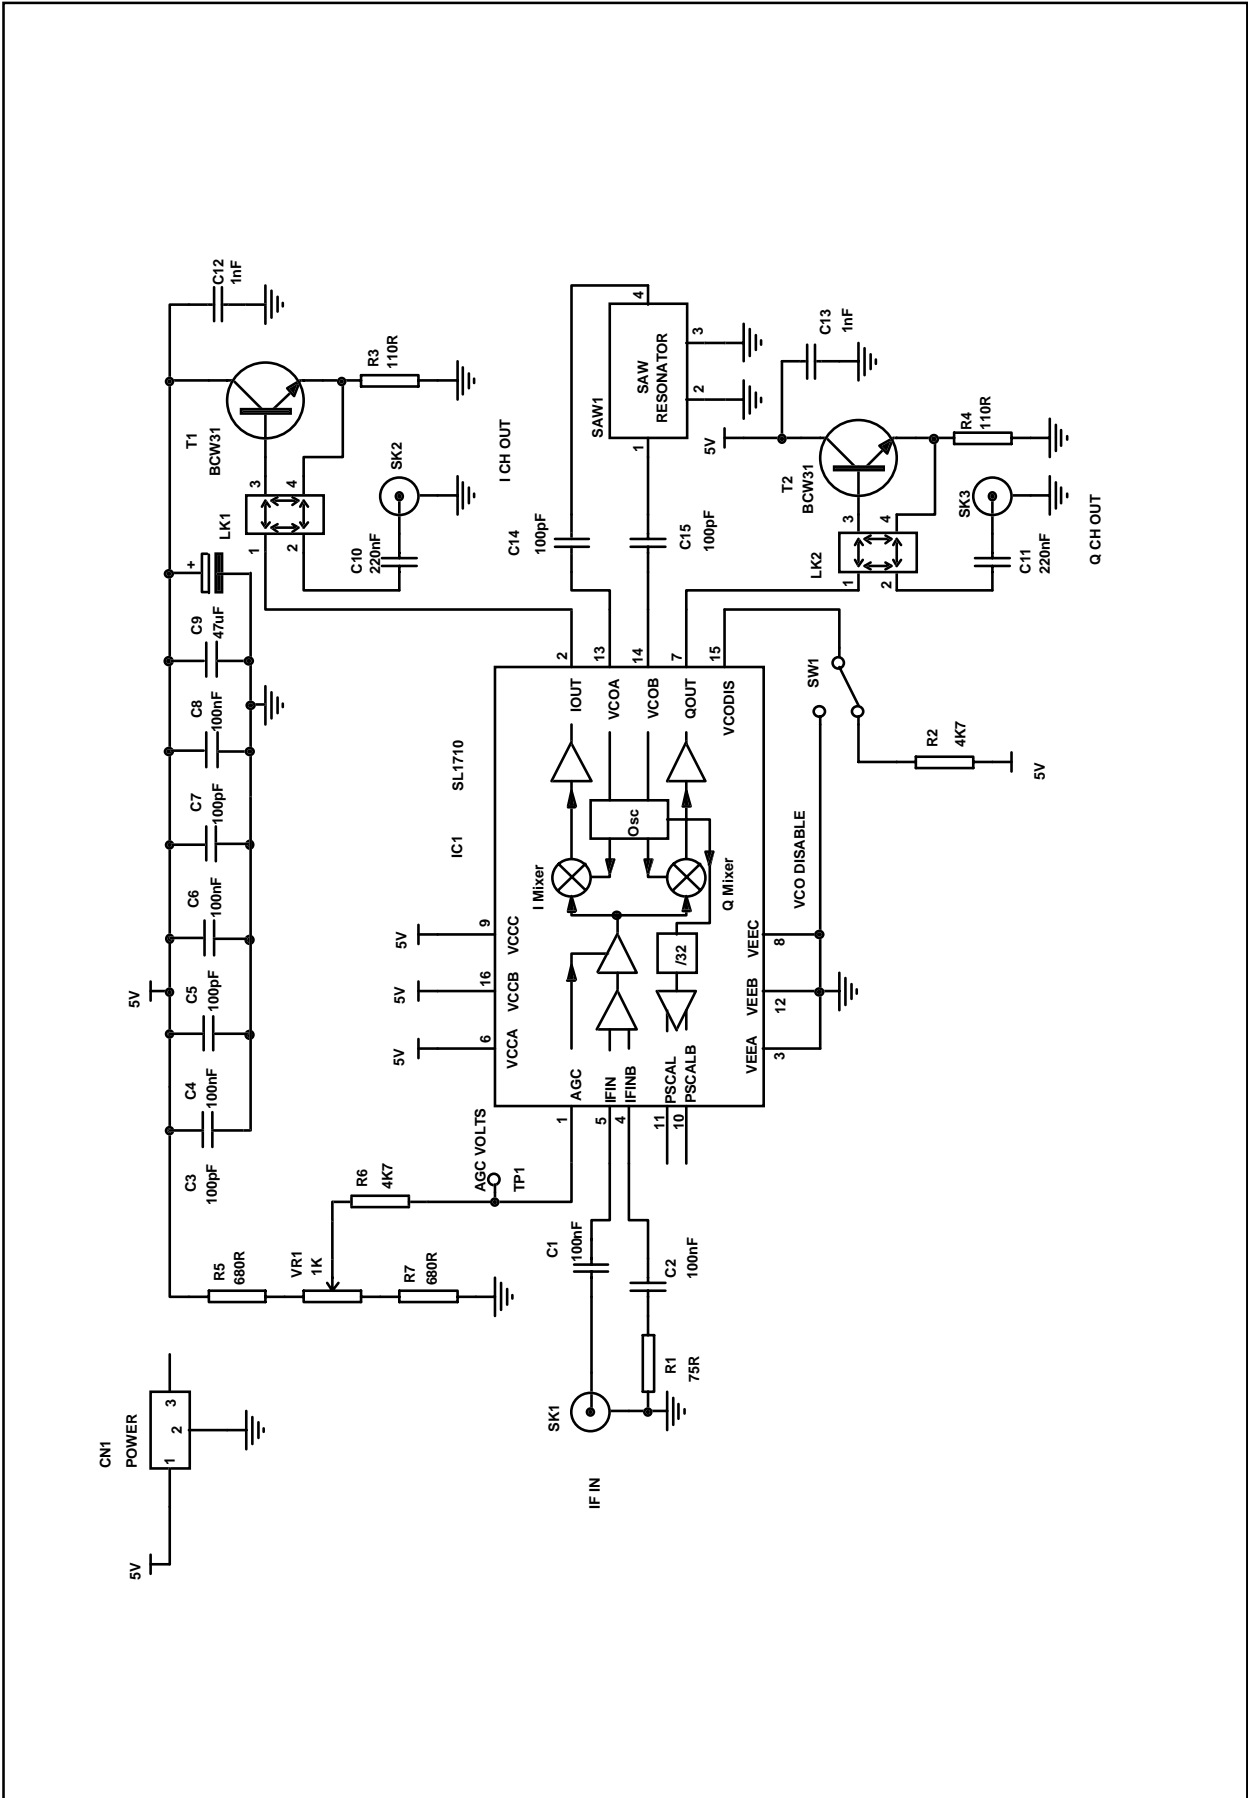 CN1
POWER
1
2
3
5V
R5
680R
VR1
1K
R7
680R
R6
4K7
AGC VOLTS
TP1
5V
C3
100pF
C4
100nF
C5
100pF
C6
100nF
C7
100pF
C8
100nF
C9
47uF
+
T1
BCW31
C12
1nF
R3
110R
LK1
1
2
3
4
C10
220nF
SK2
I CH OUT
IF IN
SK1
C1
100nF
C2
100nF
R1
75R
IC1
SL1710
5V
5V
5V
6
16
9
VCCA
VCCB
VCCC
1
AGC
5
IFIN
4
IFINB
11
PSCAL
10
PSCALB
I Mixer
Q Mixer
Osc
/32
IOUT
2
VCOA
13
VCOB
14
QOUT
7
VCODIS
15
VEEA
VEEB
VEEC
3
12
8
VCO DISABLE
SW1
R2
4K7
5V
C14
100pF
C15
100pF
SAW1
SAW
RESONATOR
1
2
3
4
5V
C13
1nF
T2
BCW31
R4
110R
LK2
1
2
3
4
C11
220nF
SK3
Q CH OUT